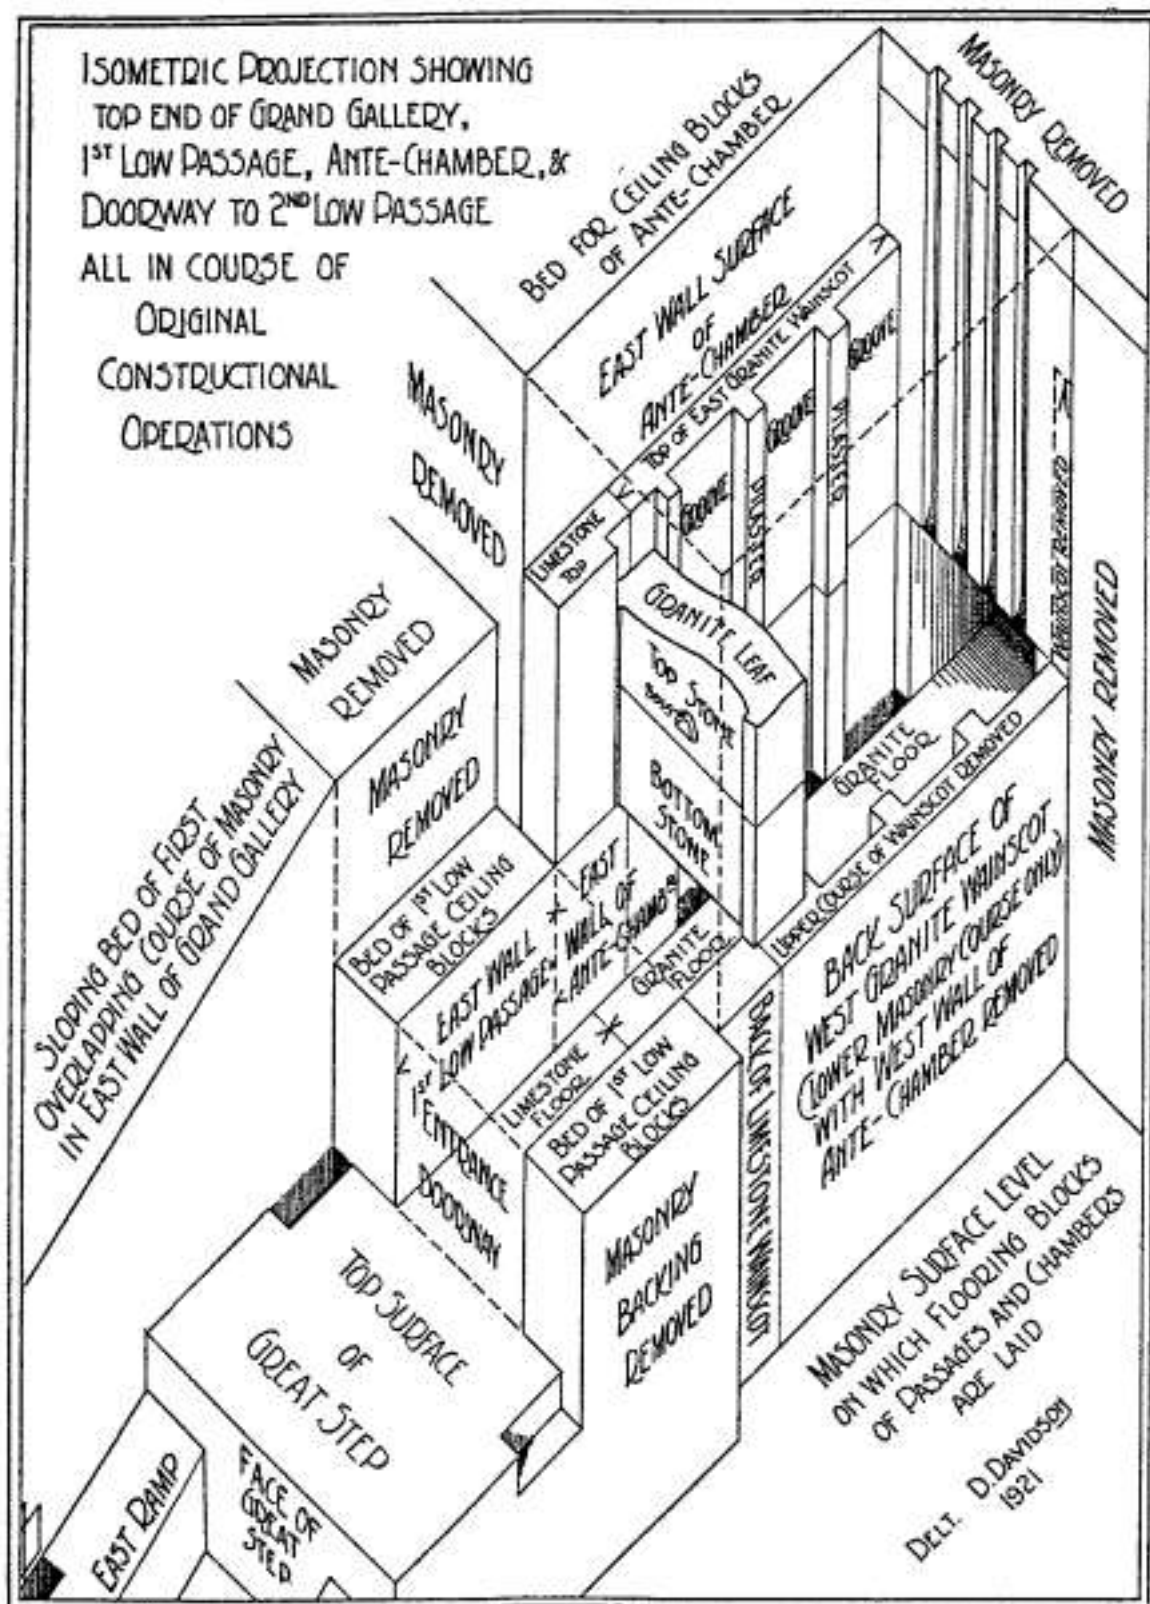 ISOMETRIC PROJECTION SHOWING
TOP END OF GRAND GALLERY,
1ST LOW PASSAGE, ANTE-CHAMBER, &
DOORWAY TO 2ND LOW PASSAGE
ALL IN COURSE OF
ORIGINAL
CONSTRUCTIONAL
OPERATIONS
BED FOR CEILING BLOCKS
OF ANTE-CHAMBER
MASONRY REMOVED
EAST WALL SURFACE
OF
ANTE-CHAMBER
TOP OF EAST GRANITE WAINSCOT
GROOVE
GROOVE
GROOVE
PILASTER
PILASTER
MASONRY
REMOVED
LIMESTONE
TOP
GRANITE LEAF
TOP STONE
BOSS
BOTTOM
STONE
WAINSCOT REMOVED
MASONRY REMOVED
MASONRY
REMOVED
MASONRY
REMOVED
GRANITE
FLOOR
UPPER COURSE OF WAINSCOT REMOVED
SLOPING BED OF FIRST
OVERLAPPING COURSE OF MASONRY
IN EAST WALL OF GRAND GALLERY
BED OF 1ST LOW
PASSAGE CEILING
BLOCKS
EAST WALL
1ST LOW PASSAGE
EAST
WALL OF
ANTE-CHAMB'R
GRANITE
FLOOR
LIMESTONE
FLOOR
BED OF 1ST LOW
PASSAGE CEILING
BLOCKS
ENTRANCE
DOORWAY
BACK OF LIMESTONE WAINSCOT
BACK SURFACE OF
WEST GRANITE WAINSCOT
(LOWER MASONRY COURSE ONLY)
WITH WEST WALL OF
ANTE-CHAMBER REMOVED
MASONRY
BACKING
REMOVED
TOP SURFACE
OF
GREAT STEP
MASONRY SURFACE LEVEL
ON WHICH FLOORING BLOCKS
OF PASSAGES AND CHAMBERS
ARE LAID
EAST RAMP
FACE OF
GREAT
STEP
DELT. D. DAVIDSON
1921